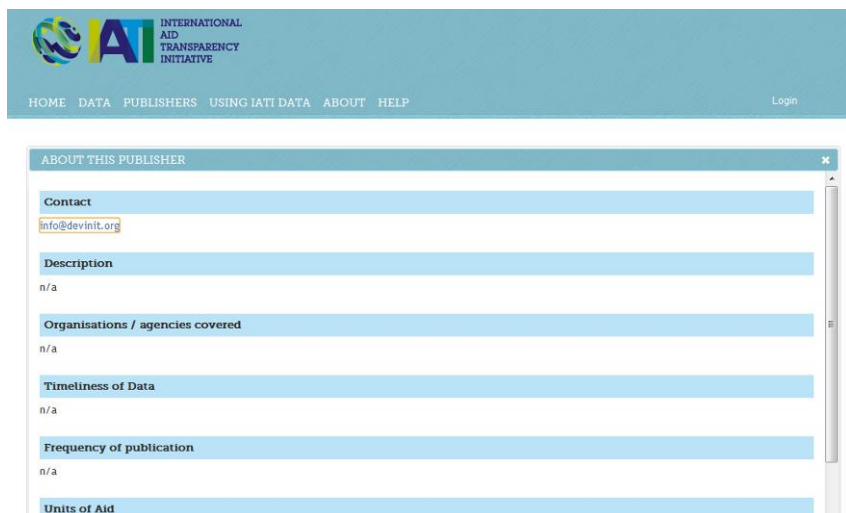 IATI
INTERNATIONAL
AID
TRANSPARENCY
INITIATIVE
HOME DATA PUBLISHERS USING IATI DATA ABOUT HELP Login
ABOUT THIS PUBLISHER
Contact
info@devinit.org
Description
n/a
Organisations / agencies covered
n/a
Timeliness of Data
n/a
Frequency of publication
n/a
Units of Aid